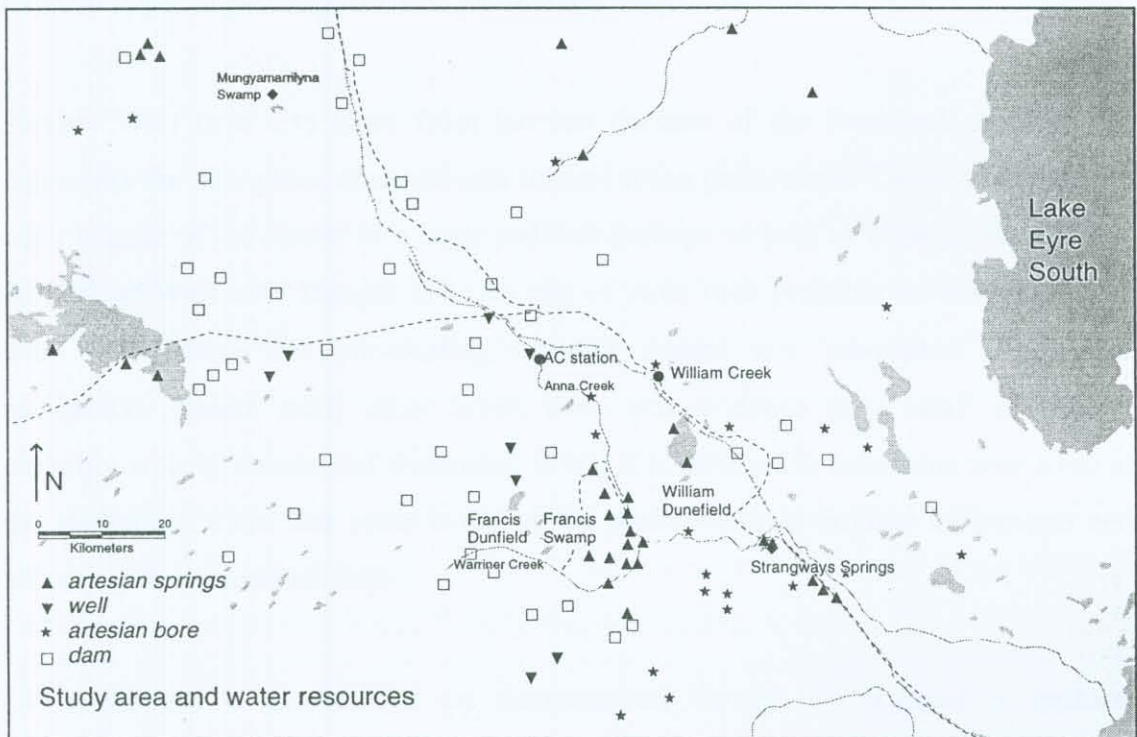 Mungyamarrilyna
Swamp
Lake
Eyre
South
AC station
William Creek
Anna Creek
N
0 10 20
Kilometers
William
Dunefield
Francis
Dunfield
Francis
Swamp
Warriner Creek
Strangways Springs
artesian springs
well
artesian bore
dam
Study area and water resources